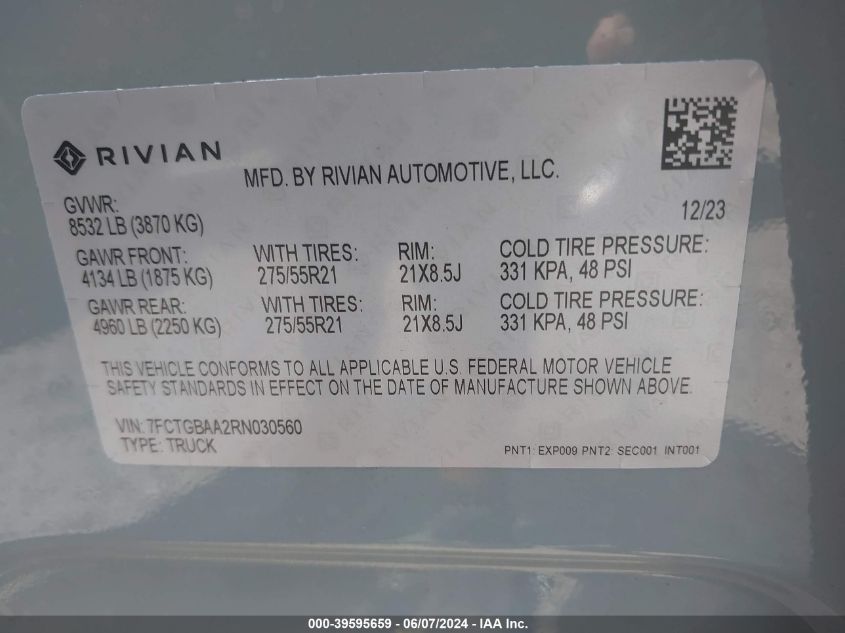 RIVIAN
MFD. BY RIVIAN AUTOMOTIVE, LLC.
12/23
GVWR:
8532 LB (3870 KG)
GAWR FRONT: WITH TIRES: RIM: COLD TIRE PRESSURE:
4134 LB (1875 KG) 275/55R21 21X8.5J 331 KPA, 48 PSI
GAWR REAR: WITH TIRES: RIM: COLD TIRE PRESSURE:
4960 LB (2250 KG) 275/55R21 21X8.5J 331 KPA, 48 PSI
THIS VEHICLE CONFORMS TO ALL APPLICABLE U.S. FEDERAL MOTOR VEHICLE
SAFETY STANDARDS IN EFFECT ON THE DATE OF MANUFACTURE SHOWN ABOVE.
VIN: 7FCTGBAA2RN030560
TYPE: TRUCK
PNT1: EXP009 PNT2: SEC001 INT001
000-39595659 - 06/07/2024 - IAA Inc.